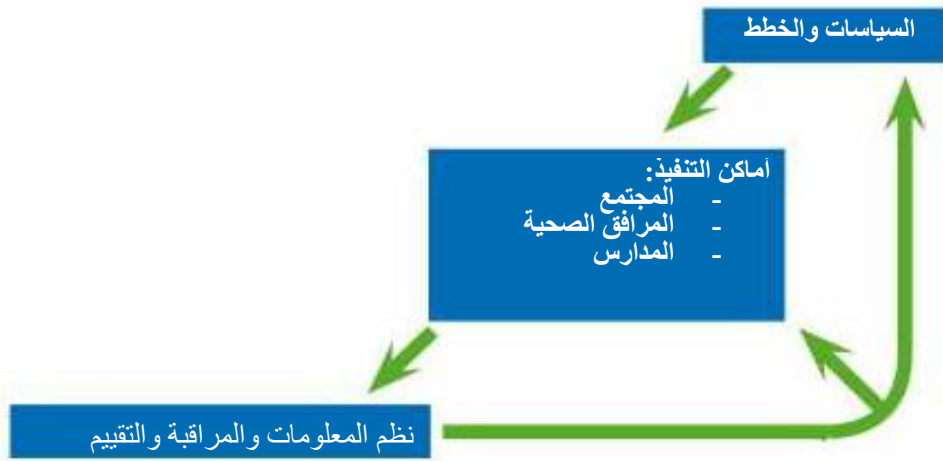 السياسات والخطط
أماكن التنفيذ:
- المجتمع
- المرافق الصحية
- المدارس
نظم المعلومات والمراقبة والتقييم